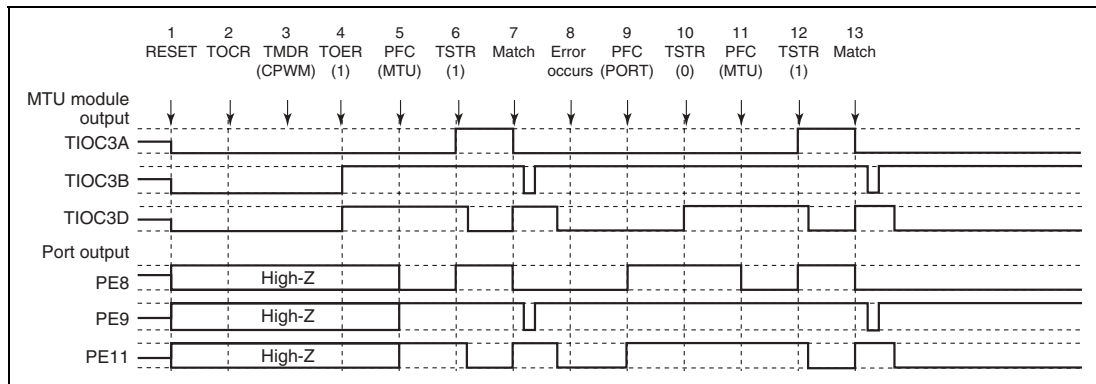 1 2 3 4 5 6 7 8 9 10 11 12 13
RESET TOCR TMDR TOER PFC TSTR Match Error PFC TSTR PFC TSTR Match
(CPWM) (1) (MTU) (1) occurs (PORT) (0) (MTU) (1)
MTU module
output
TIOC3A
TIOC3B
TIOC3D
Port output
PE8 High-Z
PE9 High-Z
PE11 High-Z